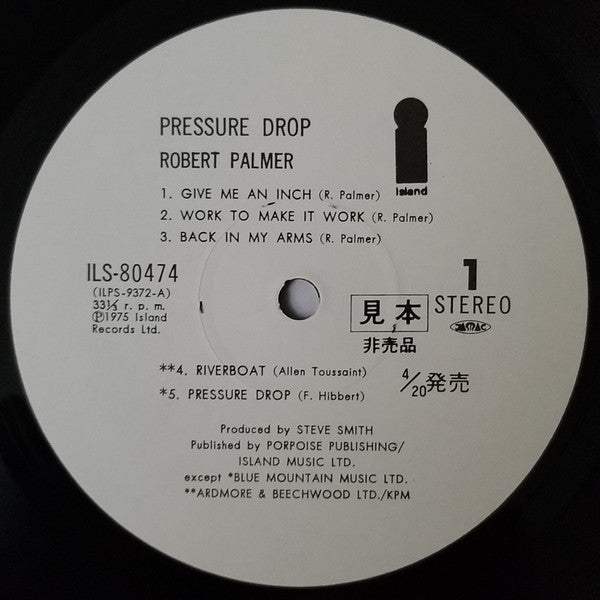 PRESSURE DROP
ROBERT PALMER
Island
1. GIVE ME AN INCH (R. Palmer)
2. WORK TO MAKE IT WORK (R. Palmer)
3. BACK IN MY ARMS (R. Palmer)
ILS-80474
(ILPS-9372-A)
33⅓ r. p. m.
Ⓟ1975 Island
Records Ltd.
1
STEREO
JASRAC
見本
非売品
4/20発売
**4. RIVERBOAT (Allen Toussaint)
*5. PRESSURE DROP (F. Hibbert)
Produced by STEVE SMITH
Published by PORPOISE PUBLISHING/
ISLAND MUSIC LTD.
except *BLUE MOUNTAIN MUSIC LTD.
**ARDMORE & BEECHWOOD LTD./KPM